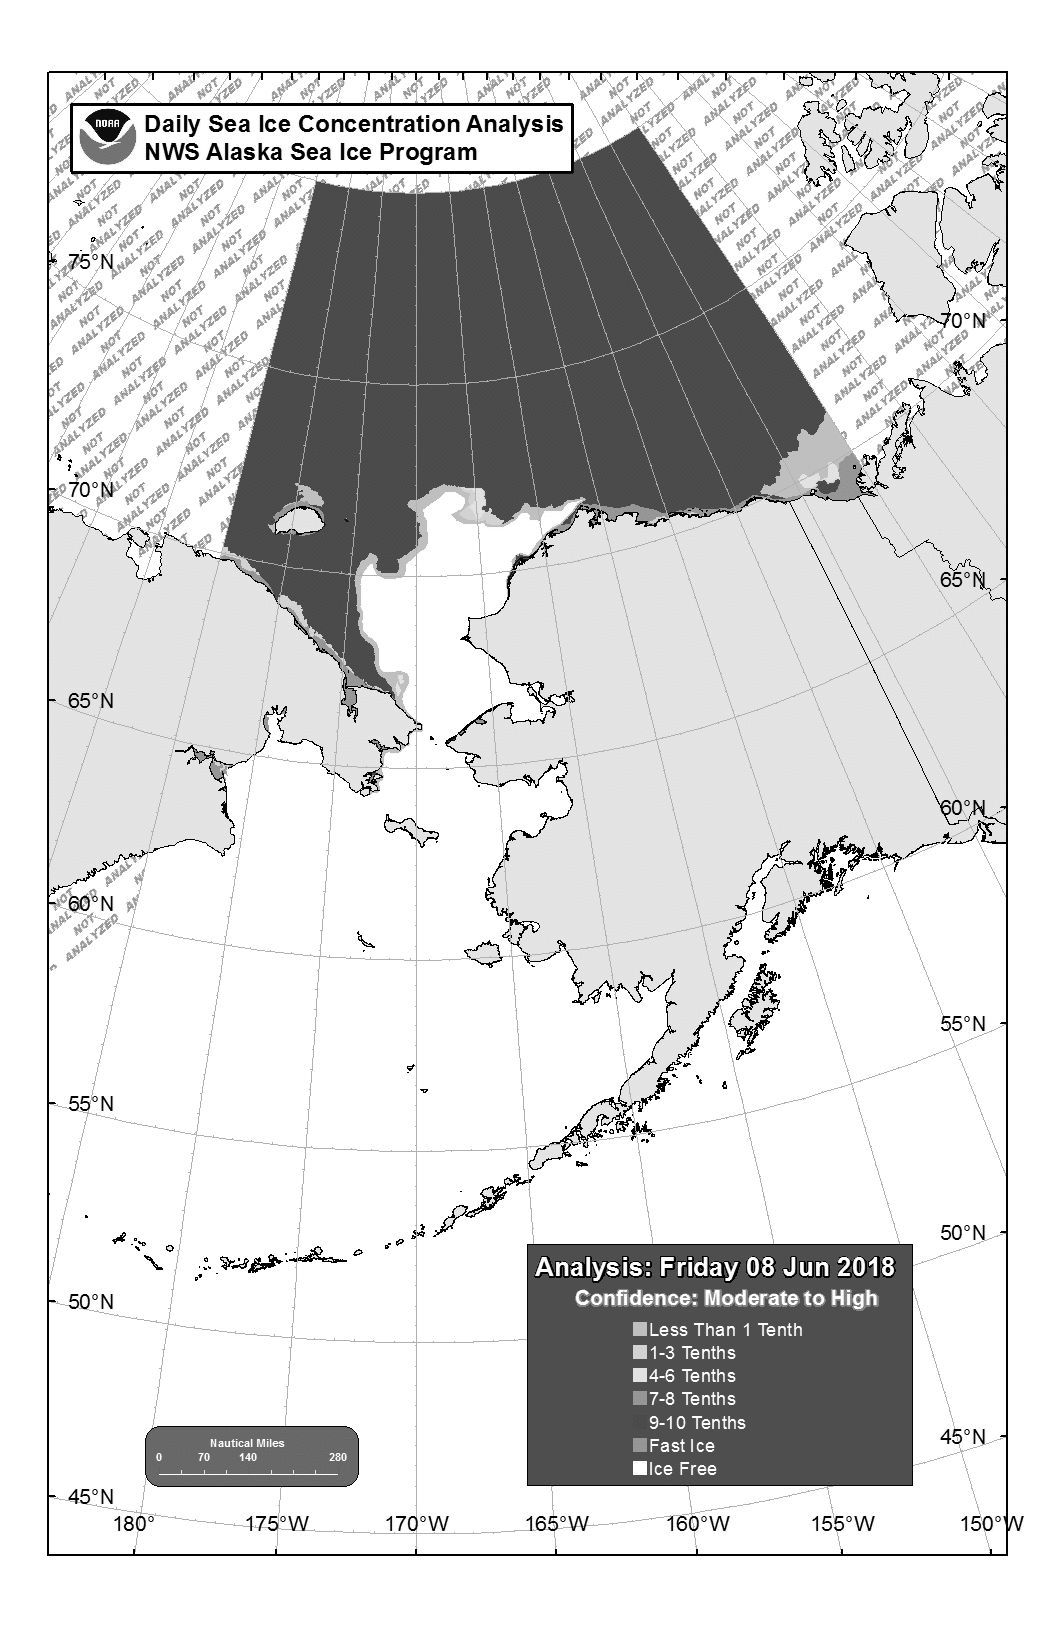 NOAA
Daily Sea Ice Concentration Analysis
NWS Alaska Sea Ice Program
NOT ANALYZED
75°N
70°N
70°N
65°N
65°N
60°N
60°N
55°N
55°N
50°N
50°N
45°N
45°N
Analysis: Friday 08 Jun 2018
Confidence: Moderate to High
Less Than 1 Tenth
1-3 Tenths
4-6 Tenths
7-8 Tenths
9-10 Tenths
Fast Ice
Ice Free
Nautical Miles
0 70 140 280
180° 175°W 170°W 165°W 160°W 155°W 150°W